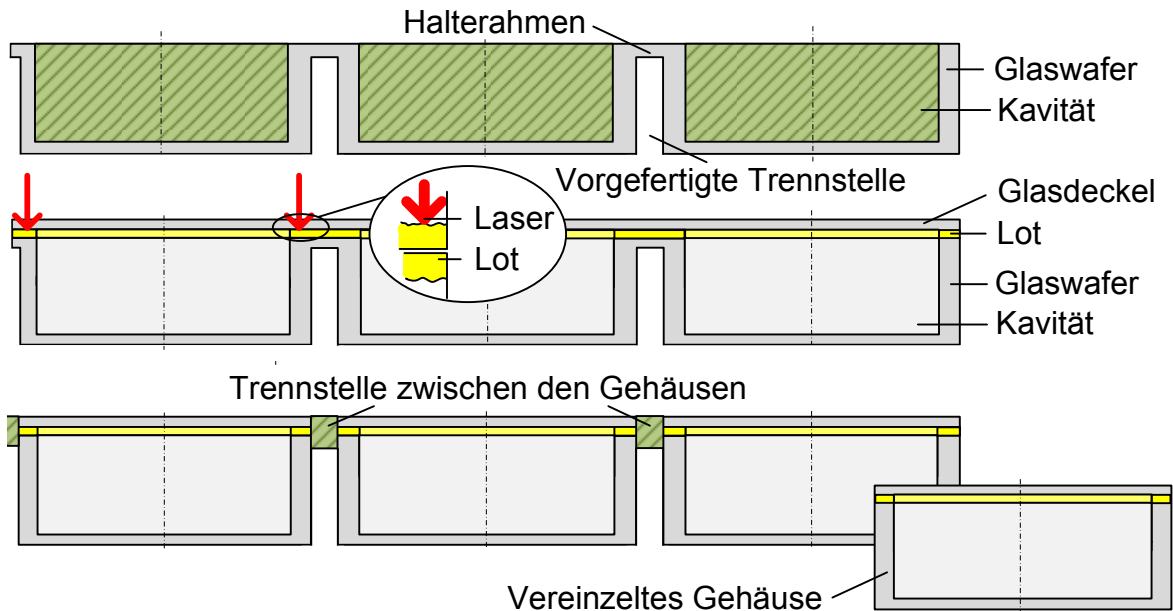 Halterahmen
Glaswafer
Kavität
Vorgefertigte Trennstelle
Glasdeckel
Laser
Lot
Lot
Glaswafer
Kavität
Trennstelle zwischen den Gehäusen
Vereinzeltes Gehäuse